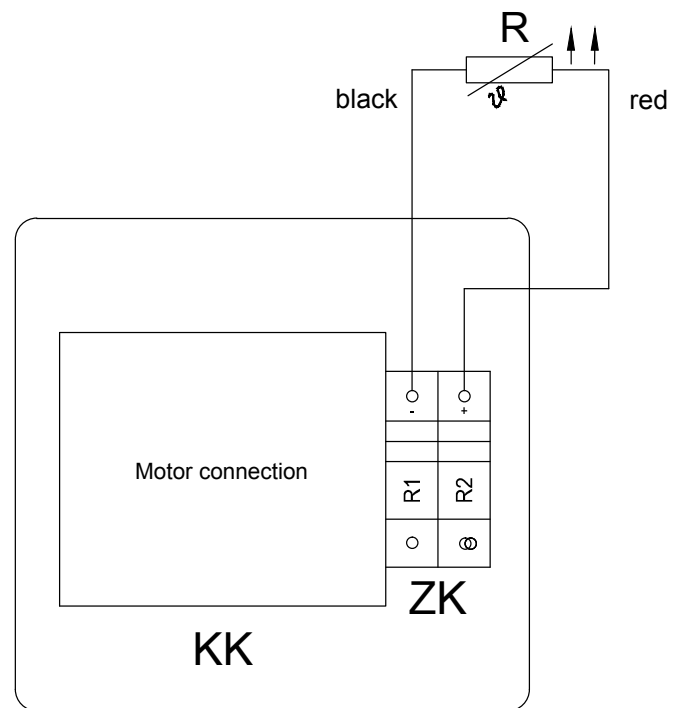 R
black
ϑ
red
- +
Motor connection
R1 R2
ZK
KK